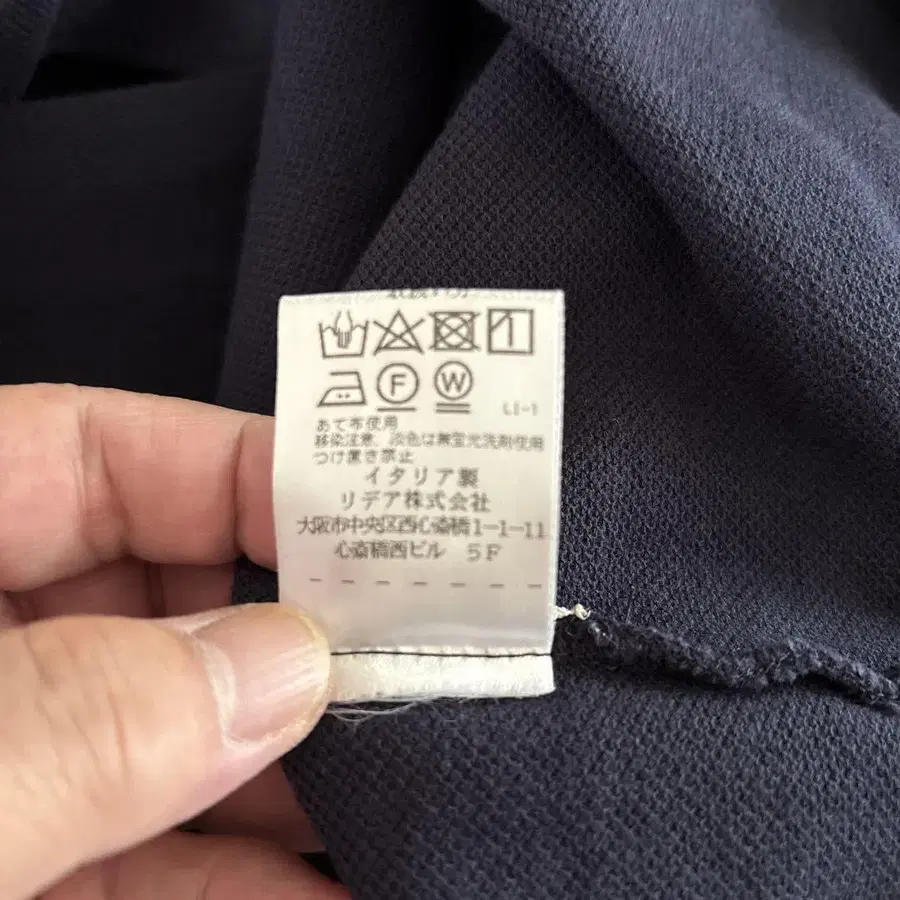 F W
LI-1
あて布使用
移染注意、淡色は無蛍光洗剤使用
つけ置き禁止
イタリア製
リデア株式会社
大阪市中央区西心斎橋1-1-11
心斎橋西ビル 5F